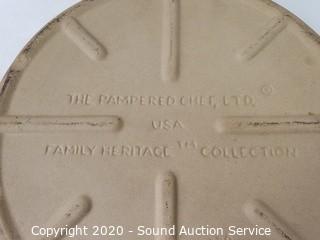 THE PAMPERED CHEF, LTD. ®
USA
FAMILY HERITAGE ™ COLLECTION
Copyright 2020 - Sound Auction Service